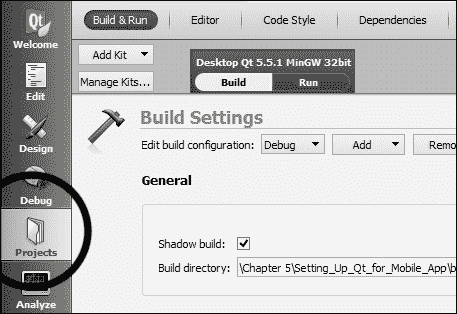 Build & Run
Editor
Code Style
Dependencies
Qt
Welcome
Add Kit
Manage Kits...
Desktop Qt 5.5.1 MinGW 32bit
Build
Run
Edit
Build Settings
Edit build configuration:
Debug
Add
Remo
Design
General
Debug
Shadow build:
Projects
Build directory:
\Chapter 5\Setting_Up_Qt_for_Mobile_App\b
Analyze